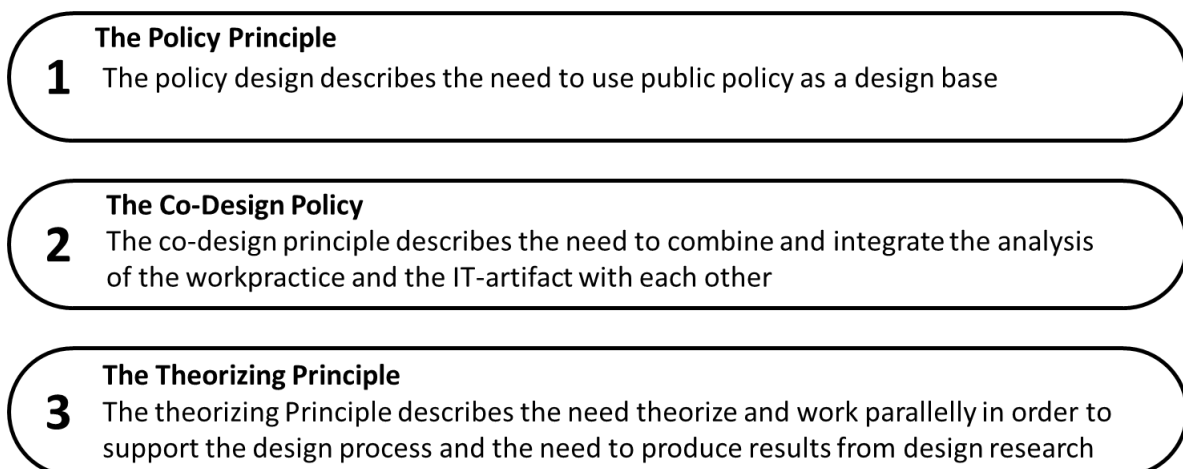 The Policy Principle
1 The policy design describes the need to use public policy as a design base
The Co-Design Policy
2 The co-design principle describes the need to combine and integrate the analysis
of the workpractice and the IT-artifact with each other
The Theorizing Principle
3 The theorizing Principle describes the need theorize and work parallelly in order to
support the design process and the need to produce results from design research